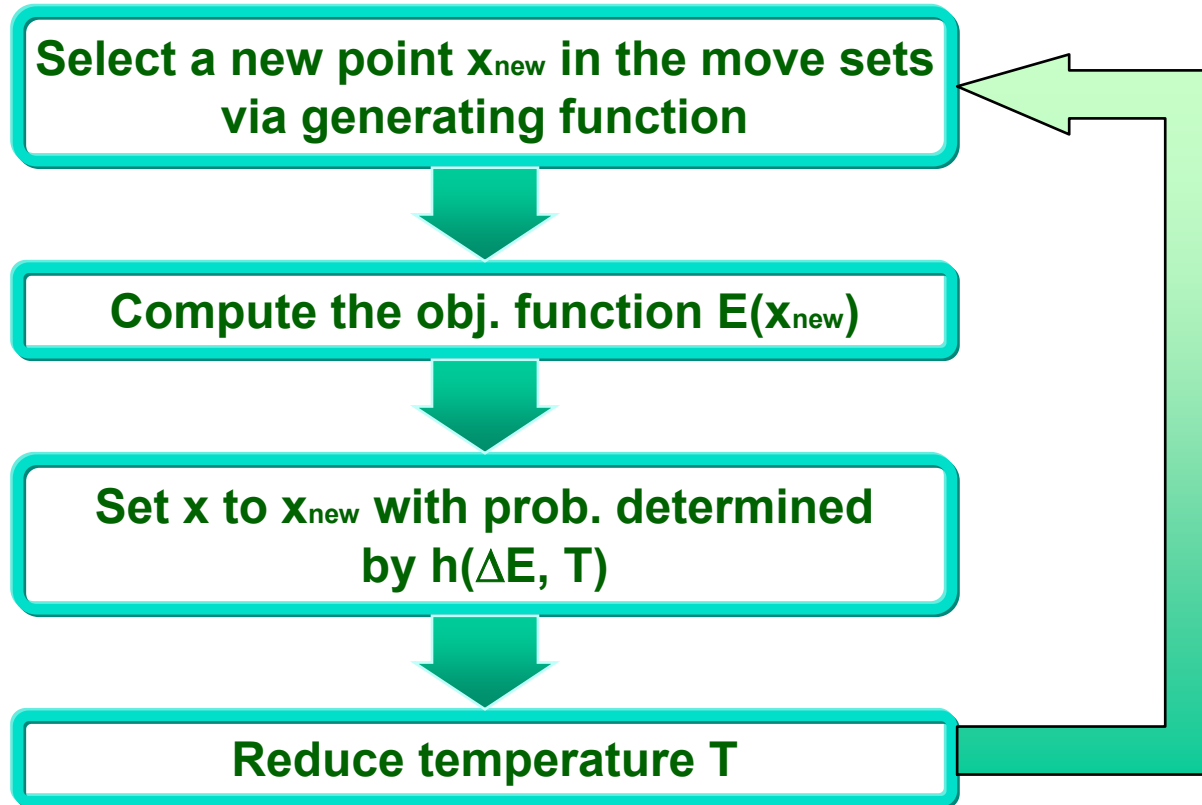 Select a new point xnew in the move sets
via generating function
Compute the obj. function E(xnew)
Set x to xnew with prob. determined
by h(ΔE, T)
Reduce temperature T